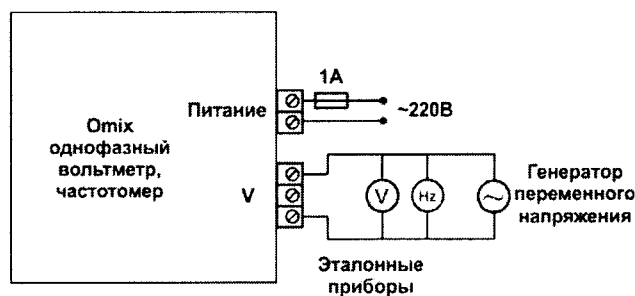 1А
Питание
~220В
Omix
однофазный
вольтметр,
частотомер
V
V
Hz
Генератор
переменного
напряжения
Эталонные
приборы